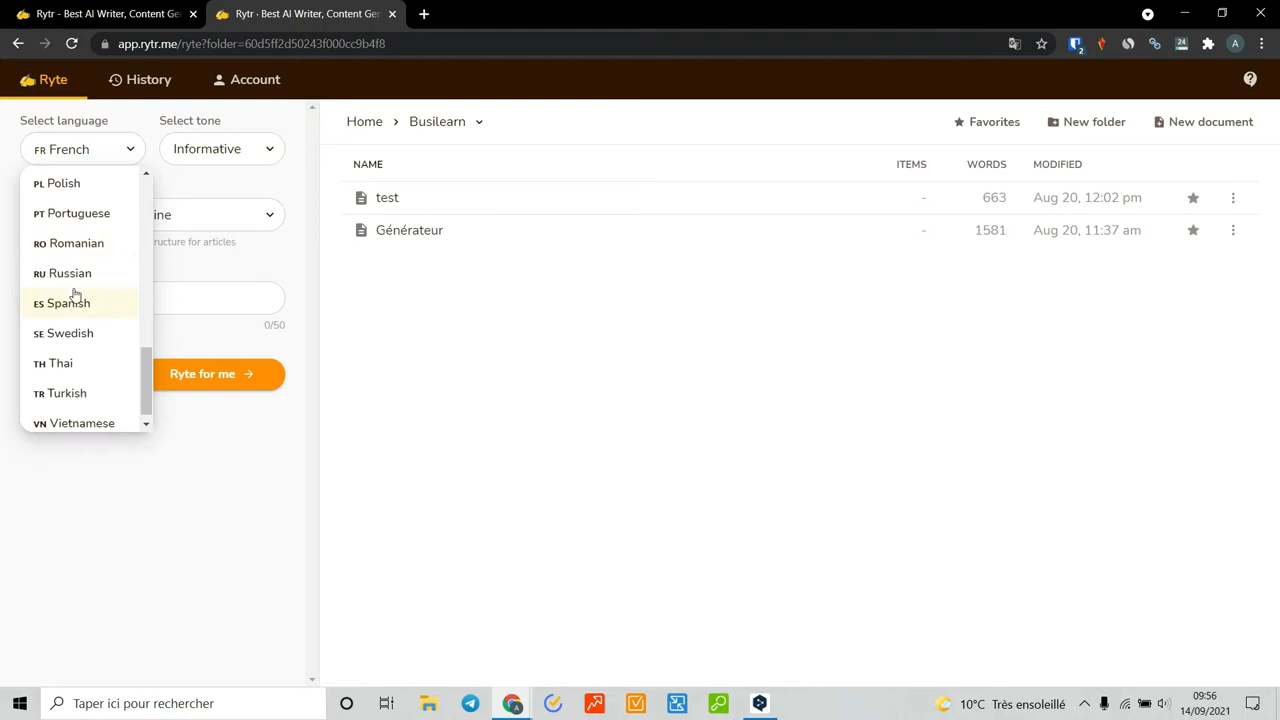 Rytr - Best AI Writer, Content Gen
Rytr - Best AI Writer, Content Gen
app.rytr.me/ryte?folder=60d5ff2d50243f000cc9b4f8
2
24
A
Ryte
History
Account
Select language
Select tone
FR French
Informative
PL Polish
PT Portuguese
RO Romanian
RU Russian
ES Spanish
SE Swedish
TH Thai
TR Turkish
VN Vietnamese
ine
ructure for articles
0/50
Ryte for me
Home
Busilearn
Favorites
New folder
New document
NAME ITEMS WORDS MODIFIED
test - 663 Aug 20, 12:02 pm
Générateur - 1581 Aug 20, 11:37 am
Taper ici pour rechercher
10°C Très ensoleillé
09:56
14/09/2021